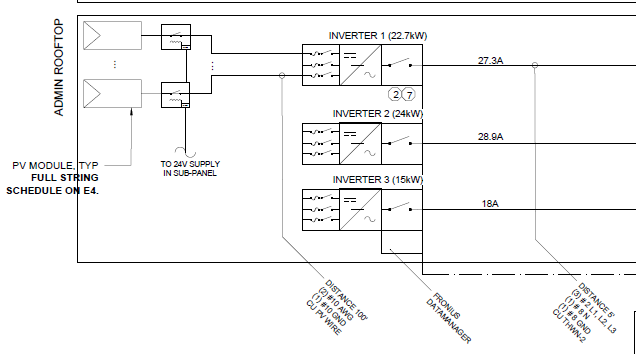 ADMIN ROOFTOP
INVERTER 1 (22.7kW)
27.3A
2 7
INVERTER 2 (24kW)
28.9A
INVERTER 3 (15kW)
18A
PV MODULE, TYP
FULL STRING
SCHEDULE ON E4.
TO 24V SUPPLY
IN SUB-PANEL
DISTANCE 100'
(2) #10 AWG
(1) #10 GND
CU PV WIRE
FRONIUS
DATAMANAGER
DISTANCE 5'
(3) # 2 L1, L2, L3
(1) # 8 N
(1) # 8 GND
CU THWN-2